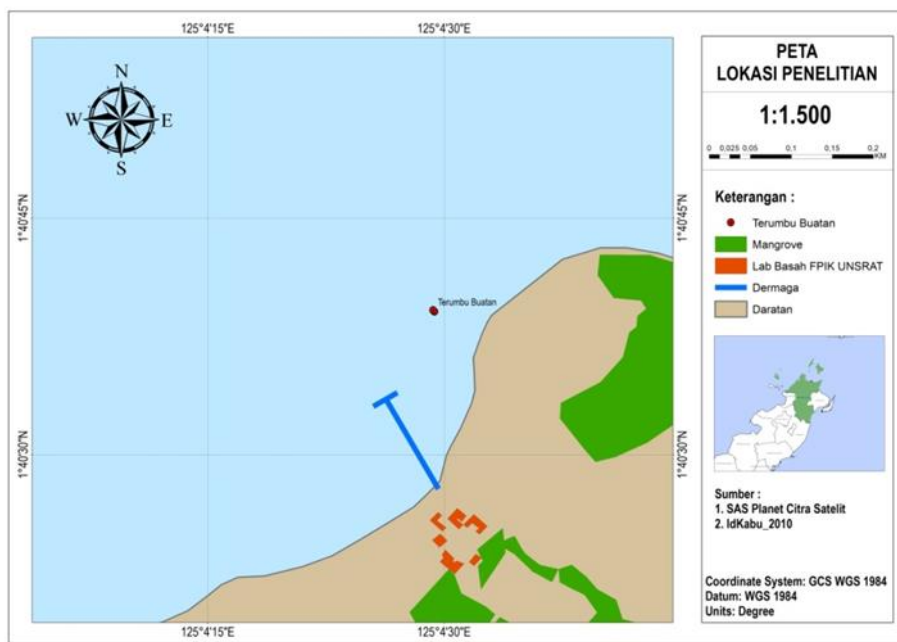 125°4'15"E 125°4'30"E
N
W E
S
1°40'45"N 1°40'45"N
Terumbu Buatan
1°40'30"N 1°40'30"N
125°4'15"E 125°4'30"E
PETA
LOKASI PENELITIAN
1:1.500
0 0,025 0,05 0,1 0,15 0,2
KM
Keterangan :
Terumbu Buatan
Mangrove
Lab Basah FPIK UNSRAT
Dermaga
Daratan
Sumber :
1. SAS Planet Citra Satelit
2. IdKabu_2010
Coordinate System: GCS WGS 1984
Datum: WGS 1984
Units: Degree